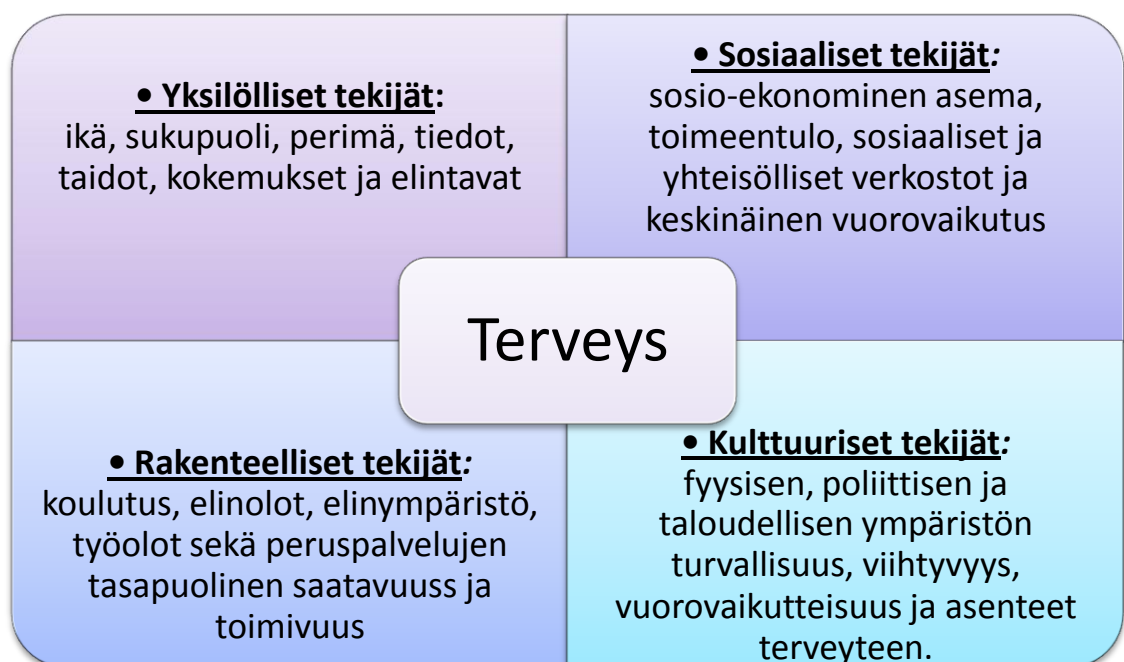 • Yksilölliset tekijät:
ikä, sukupuoli, perimä, tiedot,
taidot, kokemukset ja elintavat
• Sosiaaliset tekijät:
sosio-ekonominen asema,
toimeentulo, sosiaaliset ja
yhteisölliset verkostot ja
keskinäinen vuorovaikutus
Terveys
• Rakenteelliset tekijät:
koulutus, elinolot, elinympäristö,
työolot sekä peruspalvelujen
tasapuolinen saatavuuss ja
toimivuus
• Kulttuuriset tekijät:
fyysisen, poliittisen ja
taloudellisen ympäristön
turvallisuus, viihtyvyys,
vuorovaikutteisuus ja asenteet
terveyteen.